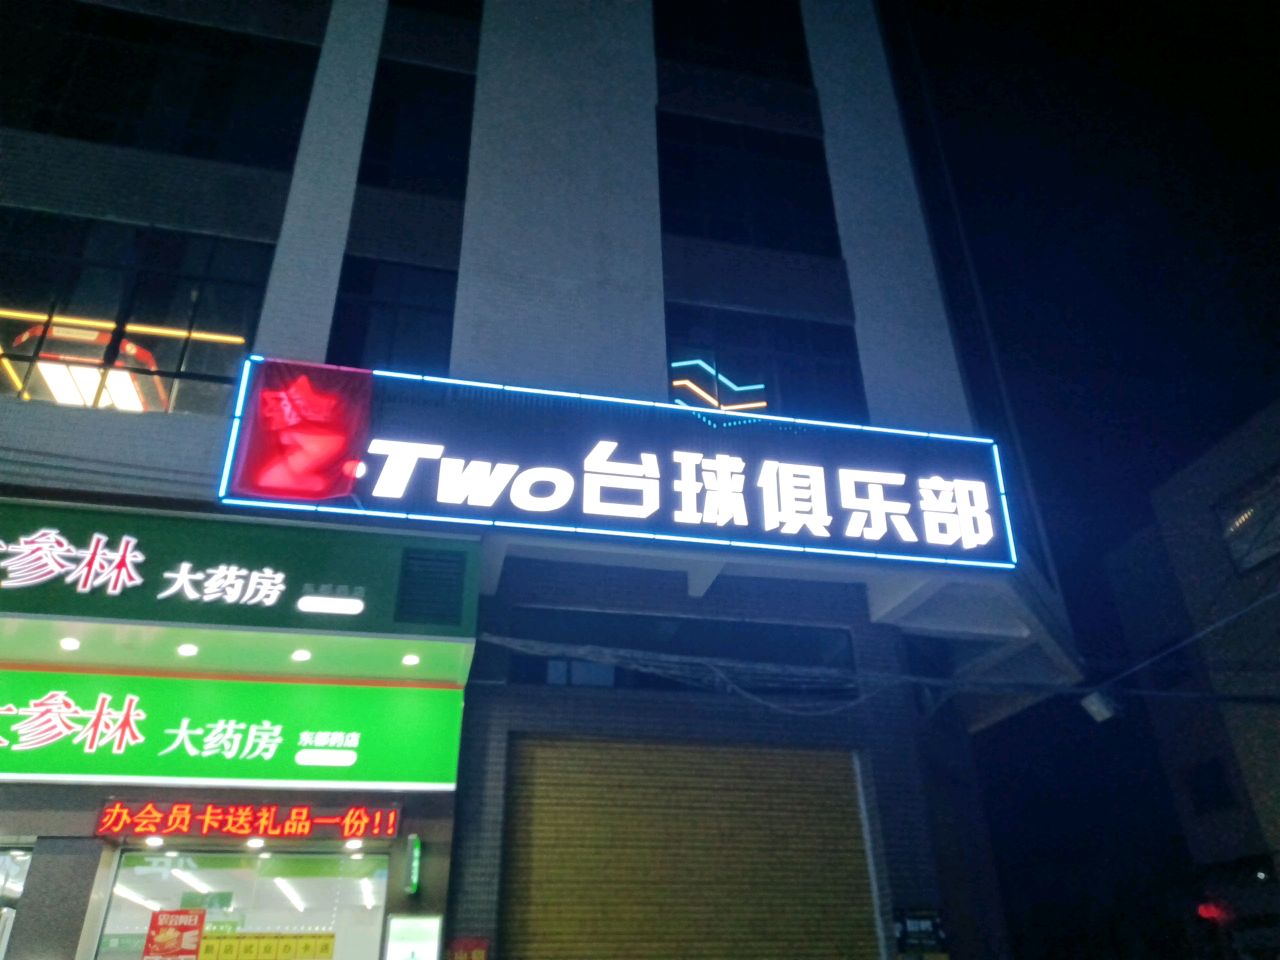 ·Two台球俱乐部
参林 大药房
参林 大药房 东都药店
办会员卡送礼品一份!!